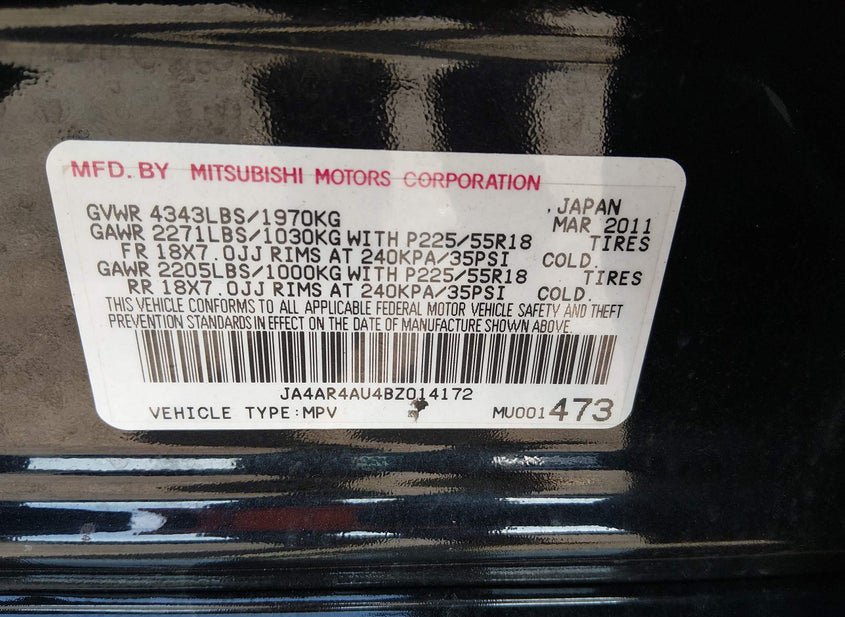 MFD. BY MITSUBISHI MOTORS CORPORATION
GVWR 4343LBS/1970KG , JAPAN
MAR 2011
GAWR 2271LBS/1030KG WITH P225/55R18 TIRES
FR 18X7.0JJ RIMS AT 240KPA/35PSI COLD.
GAWR 2205LBS/1000KG WITH P225/55R18 TIRES
RR 18X7.0JJ RIMS AT 240KPA/35PSI COLD.
THIS VEHICLE CONFORMS TO ALL APPLICABLE FEDERAL MOTOR VEHICLE SAFETY AND THEFT
PREVENTION STANDARDS IN EFFECT ON THE DATE OF MANUFACTURE SHOWN ABOVE.
JA4AR4AU4BZ014172
VEHICLE TYPE:MPV MU001473